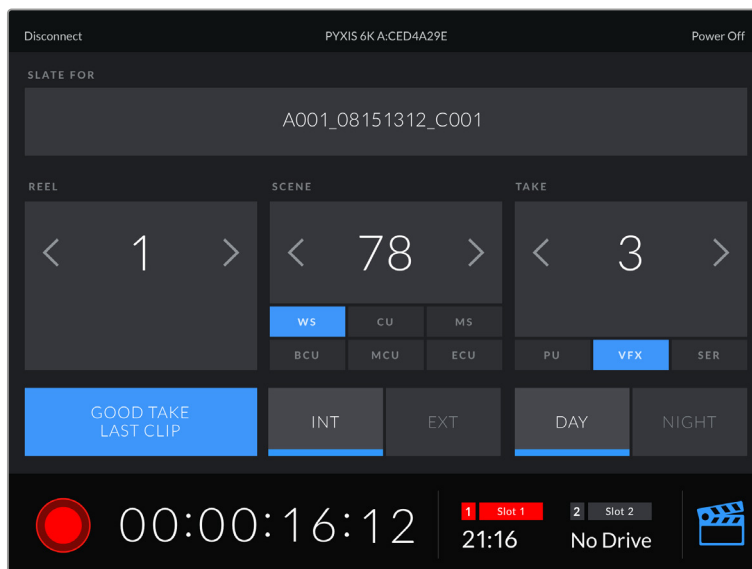 Disconnect PYXIS 6K A:CED4A29E Power Off
SLATE FOR
A001_08151312_C001
REEL SCENE TAKE
1 78 3
WS CU MS
BCU MCU ECU PU VFX SER
GOOD TAKE
LAST CLIP
INT EXT DAY NIGHT
00:00:16:12
1 Slot 1 2 Slot 2
21:16 No Drive